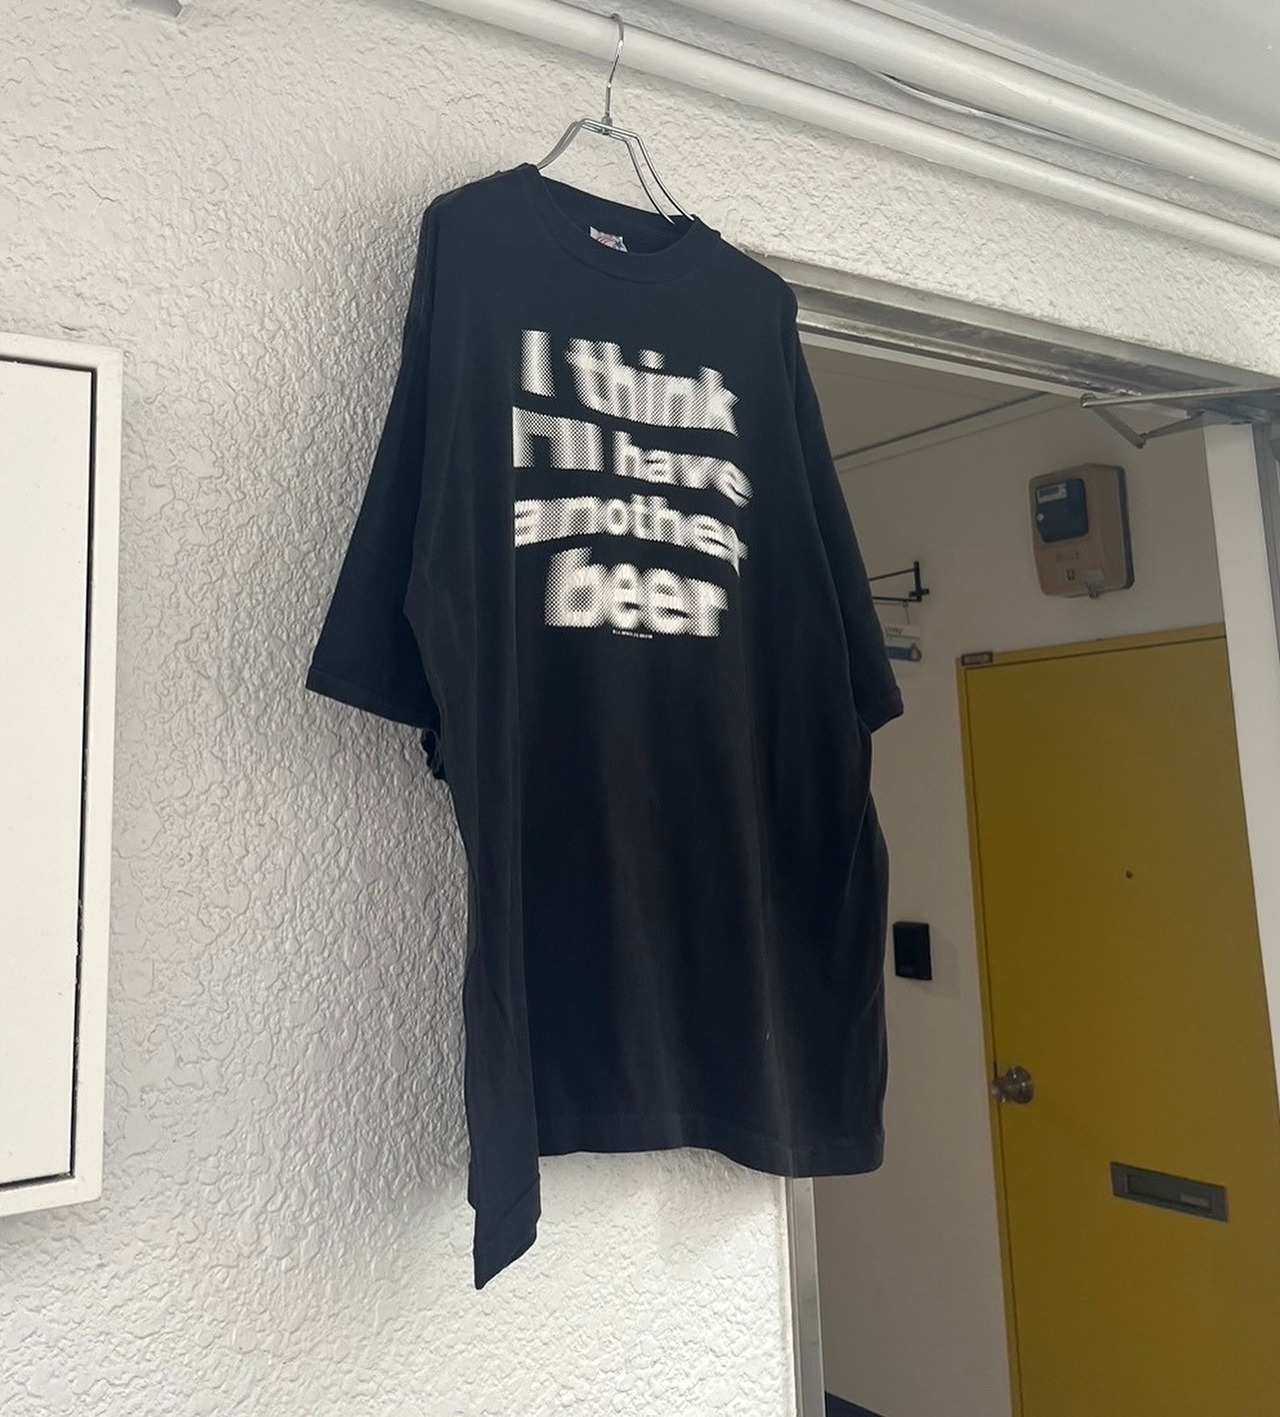 I think
I'll have
another
beer